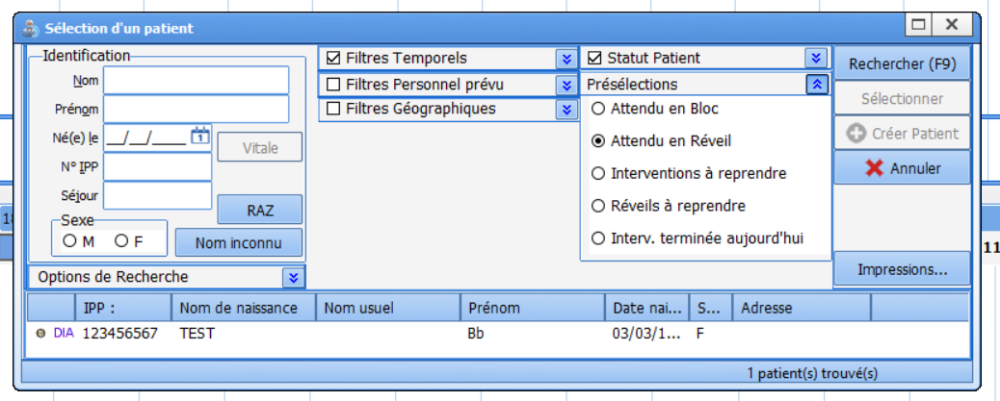 Sélection d'un patient
Identification
Nom
Prénom
Né(e) le __/__/____
N° IPP
Séjour
Sexe
M F
Vitale
RAZ
Nom inconnu
Options de Recherche
Filtres Temporels
Filtres Personnel prévu
Filtres Géographiques
Statut Patient
Présélections
Attendu en Bloc
Attendu en Réveil
Interventions à reprendre
Réveils à reprendre
Interv. terminée aujourd'hui
Rechercher (F9)
Sélectionner
Créer Patient
Annuler
Impressions...
IPP : Nom de naissance Nom usuel Prénom Date nai... S... Adresse
DIA 123456567 TEST Bb 03/03/1... F
1 patient(s) trouvé(s)
11